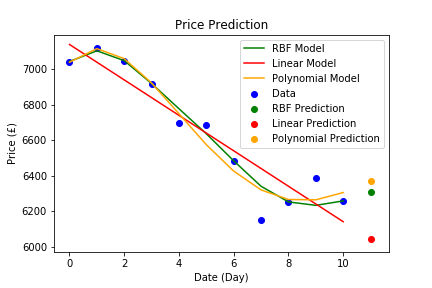 Price Prediction
RBF Model
Linear Model
Polynomial Model
Data
RBF Prediction
Linear Prediction
Polynomial Prediction
7000
6800
6600
6400
6200
6000
Price (£)
0 2 4 6 8 10
Date (Day)